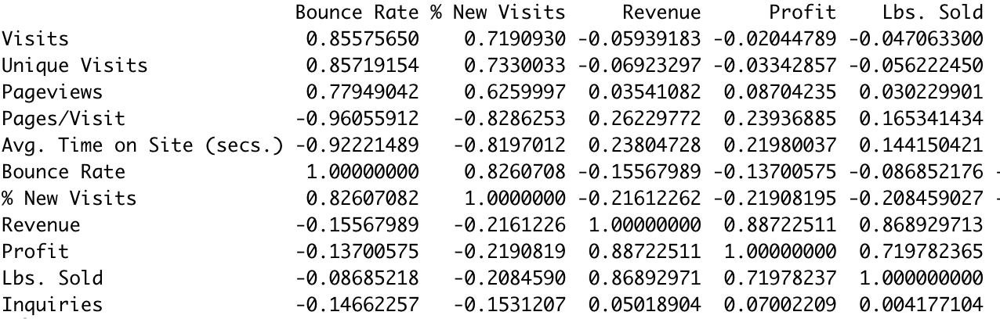 Bounce Rate % New Visits Revenue Profit Lbs. Sold
Visits 0.85575650 0.7190930 -0.05939183 -0.02044789 -0.047063300
Unique Visits 0.85719154 0.7330033 -0.06923297 -0.03342857 -0.056222450
Pageviews 0.77949042 0.6259997 0.03541082 0.08704235 0.030229901
Pages/Visit -0.96055912 -0.8286253 0.26229772 0.23936885 0.165341434
Avg. Time on Site (secs.) -0.92221489 -0.8197012 0.23804728 0.21980037 0.144150421
Bounce Rate 1.00000000 0.8260708 -0.15567989 -0.13700575 -0.086852176 -
% New Visits 0.82607082 1.0000000 -0.21612262 -0.21908195 -0.208459027 -
Revenue -0.15567989 -0.2161226 1.00000000 0.88722511 0.868929713
Profit -0.13700575 -0.2190819 0.88722511 1.00000000 0.719782365
Lbs. Sold -0.08685218 -0.2084590 0.86892971 0.71978237 1.000000000
Inquiries -0.14662257 -0.1531207 0.05018904 0.07002209 0.004177104